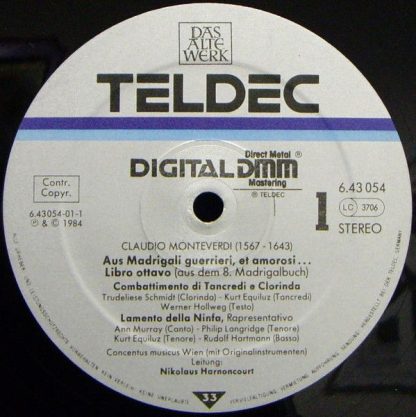 DAS
ALTE
WERK
TELDEC
DIGITAL DMM
Direct Metal ®
Mastering
Ⓟ TELDEC
Contr.
Copyr.
6.43054-01-1
Ⓟ & © 1984
1
6.43 054
LC 3706
STEREO
CLAUDIO MONTEVERDI (1567 - 1643)
Aus Madrigali guerrieri, et amorosi...
Libro ottavo (aus dem 8. Madrigalbuch)
Combattimento di Tancredi e Clorinda
Trudeliese Schmidt (Clorinda) - Kurt Equiluz (Tancredi)
Werner Hollweg (Testo)
Lamento della Ninfa, Rapresentativo
Ann Murray (Canto) - Philip Langridge (Tenore)
Kurt Equiluz (Tenore) - Rudolf Hartmann (Basso)
Concentus musicus Wien (mit Originalinstrumenten)
Leitung:
Nikolaus Harnoncourt
33